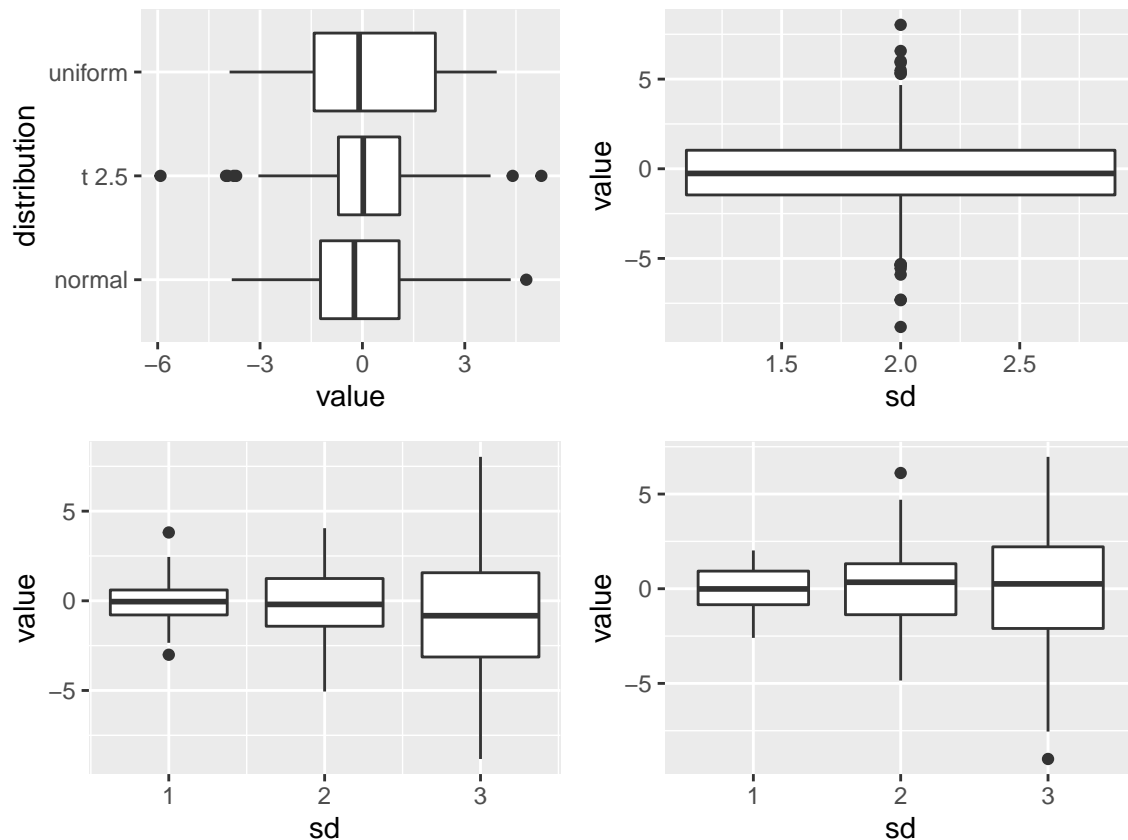 uniform
t 2.5
normal
distribution
−6 −3 0 3
value
5
0
−5
value
1.5 2.0 2.5
sd
5
0
−5
value
1 2 3
sd
5
0
−5
value
1 2 3
sd